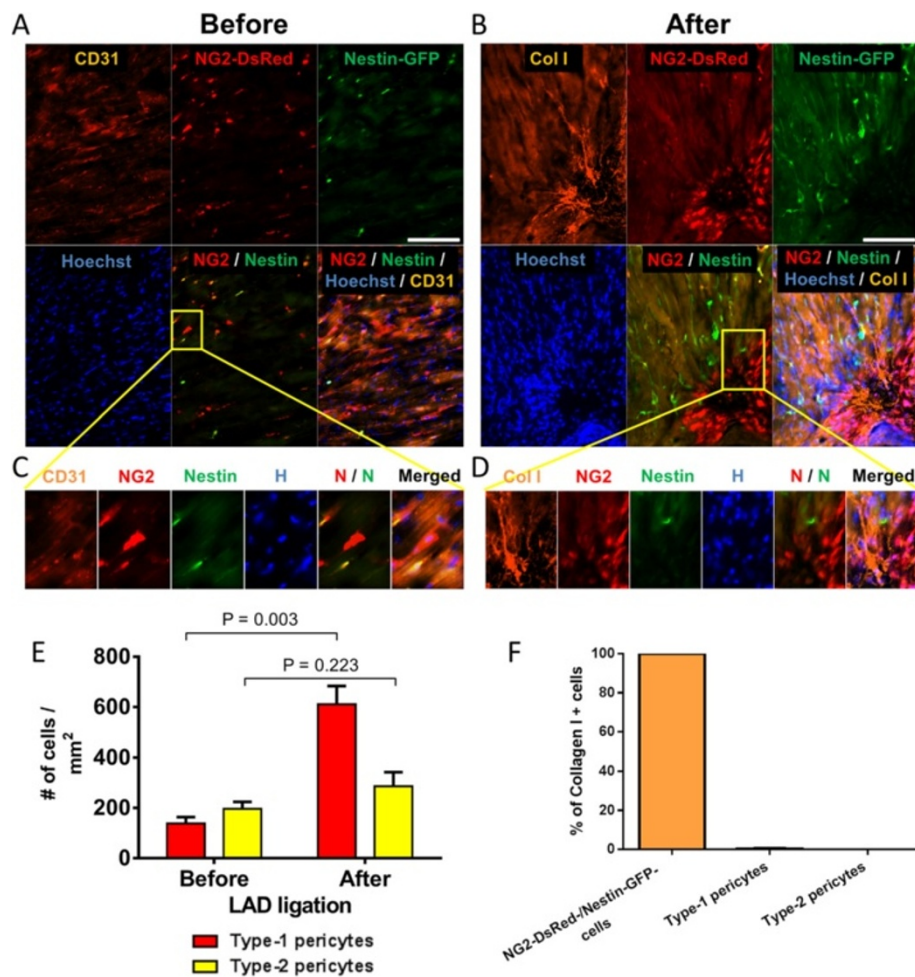 A
Before
B
After
CD31
NG2-DsRed
Nestin-GFP
Col I
NG2-DsRed
Nestin-GFP
Hoechst
NG2 / Nestin
NG2 / Nestin /
Hoechst / CD31
Hoechst
NG2 / Nestin
NG2 / Nestin /
Hoechst / Col I
C
CD31
NG2
Nestin
H
N / N
Merged
D
Col I
NG2
Nestin
H
N / N
Merged
E
P = 0.003
P = 0.223
# of cells /
mm2
800
600
400
200
0
Before
After
LAD ligation
Type-1 pericytes
Type-2 pericytes
F
% of Collagen I + cells
100
80
60
40
20
0
NG2-DsRed-/Nestin-GFP-
cells
Type-1 pericytes
Type-2 pericytes